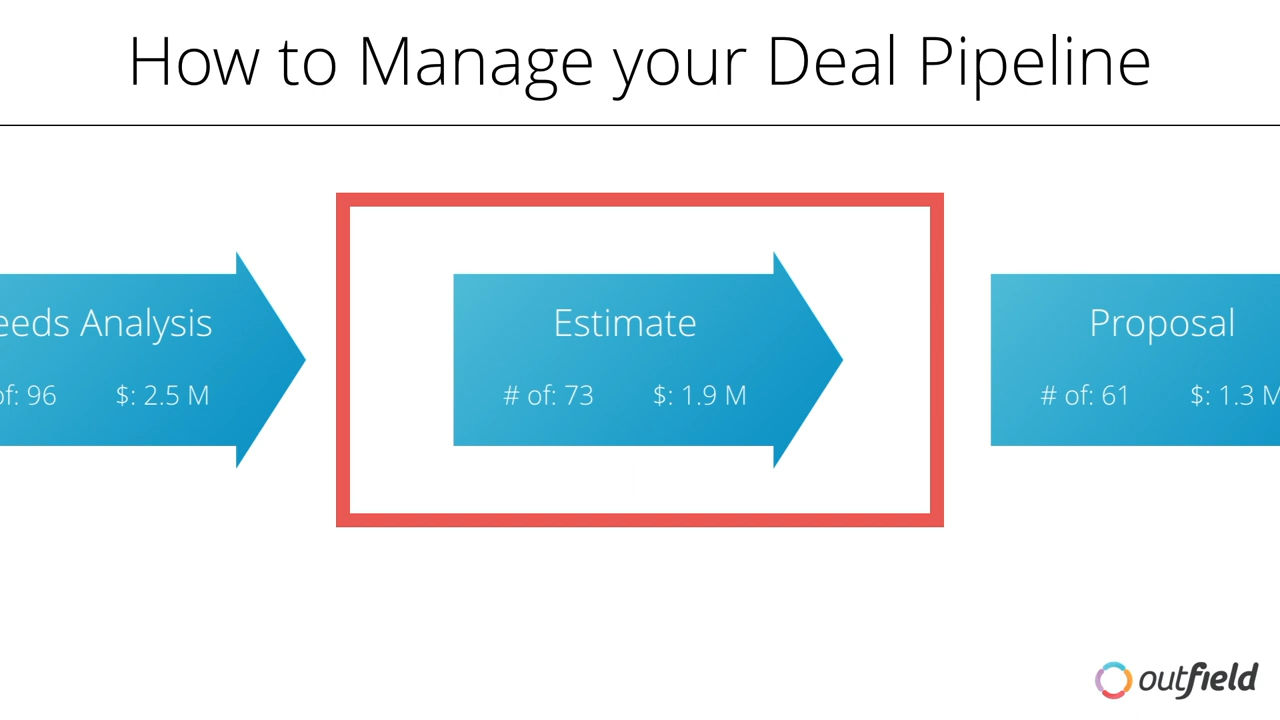 How to Manage your Deal Pipeline
eeds Analysis
of: 96 $: 2.5 M
Estimate
# of: 73 $: 1.9 M
Proposal
# of: 61 $: 1.3 M
outfield